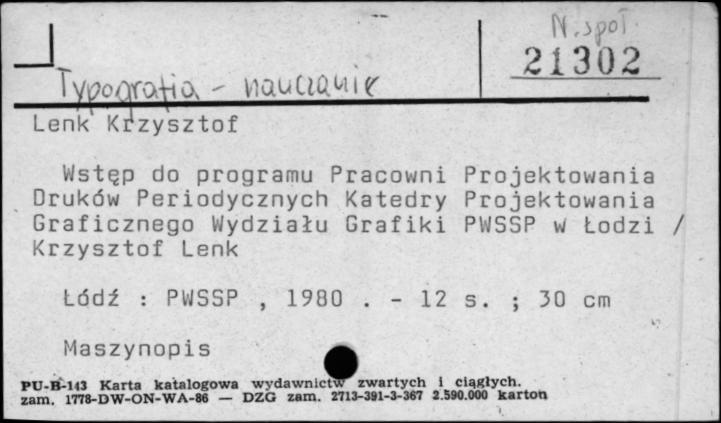 N. społ.
21302
Typografia - nauczanie
Lenk Krzysztof
Wstęp do programu Pracowni Projektowania
Druków Periodycznych Katedry Projektowania
Graficznego Wydziału Grafiki PWSSP w Łodzi /
Krzysztof Lenk
Łódź : PWSSP , 1980 . - 12 s. ; 30 cm
Maszynopis
PU-B-143 Karta katalogowa wydawnictw zwartych i ciągłych.
zam. 1778-DW-ON-WA-86 — DZG zam. 2713-391-3-367 2.590.000 karton